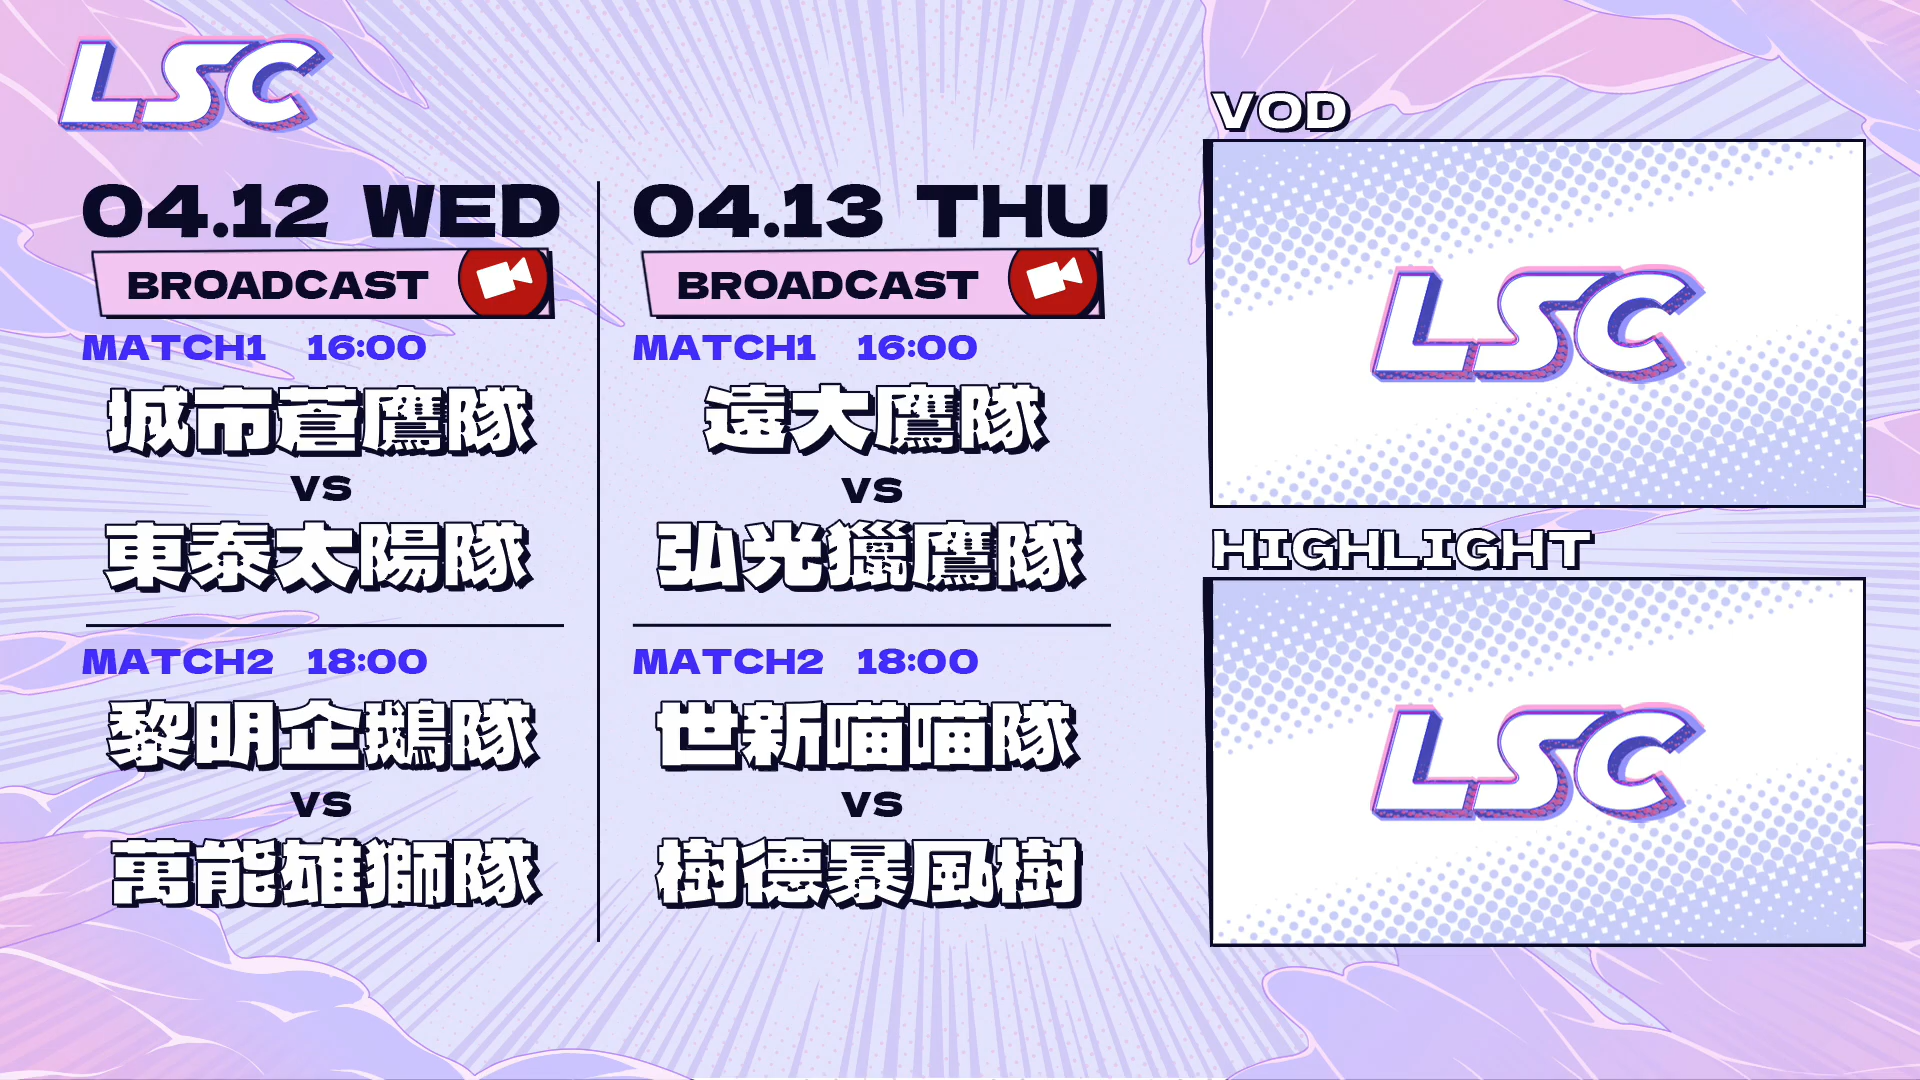 LSC
04.12 WED
BROADCAST
MATCH1 16:00
城市蒼鷹隊
VS
東泰太陽隊
MATCH2 18:00
黎明企鵝隊
VS
萬能雄獅隊
04.13 THU
BROADCAST
MATCH1 16:00
遠大鷹隊
VS
弘光獵鷹隊
MATCH2 18:00
世新喵喵隊
VS
樹德暴風樹
VOD
LSC
HIGHLIGHT
LSC